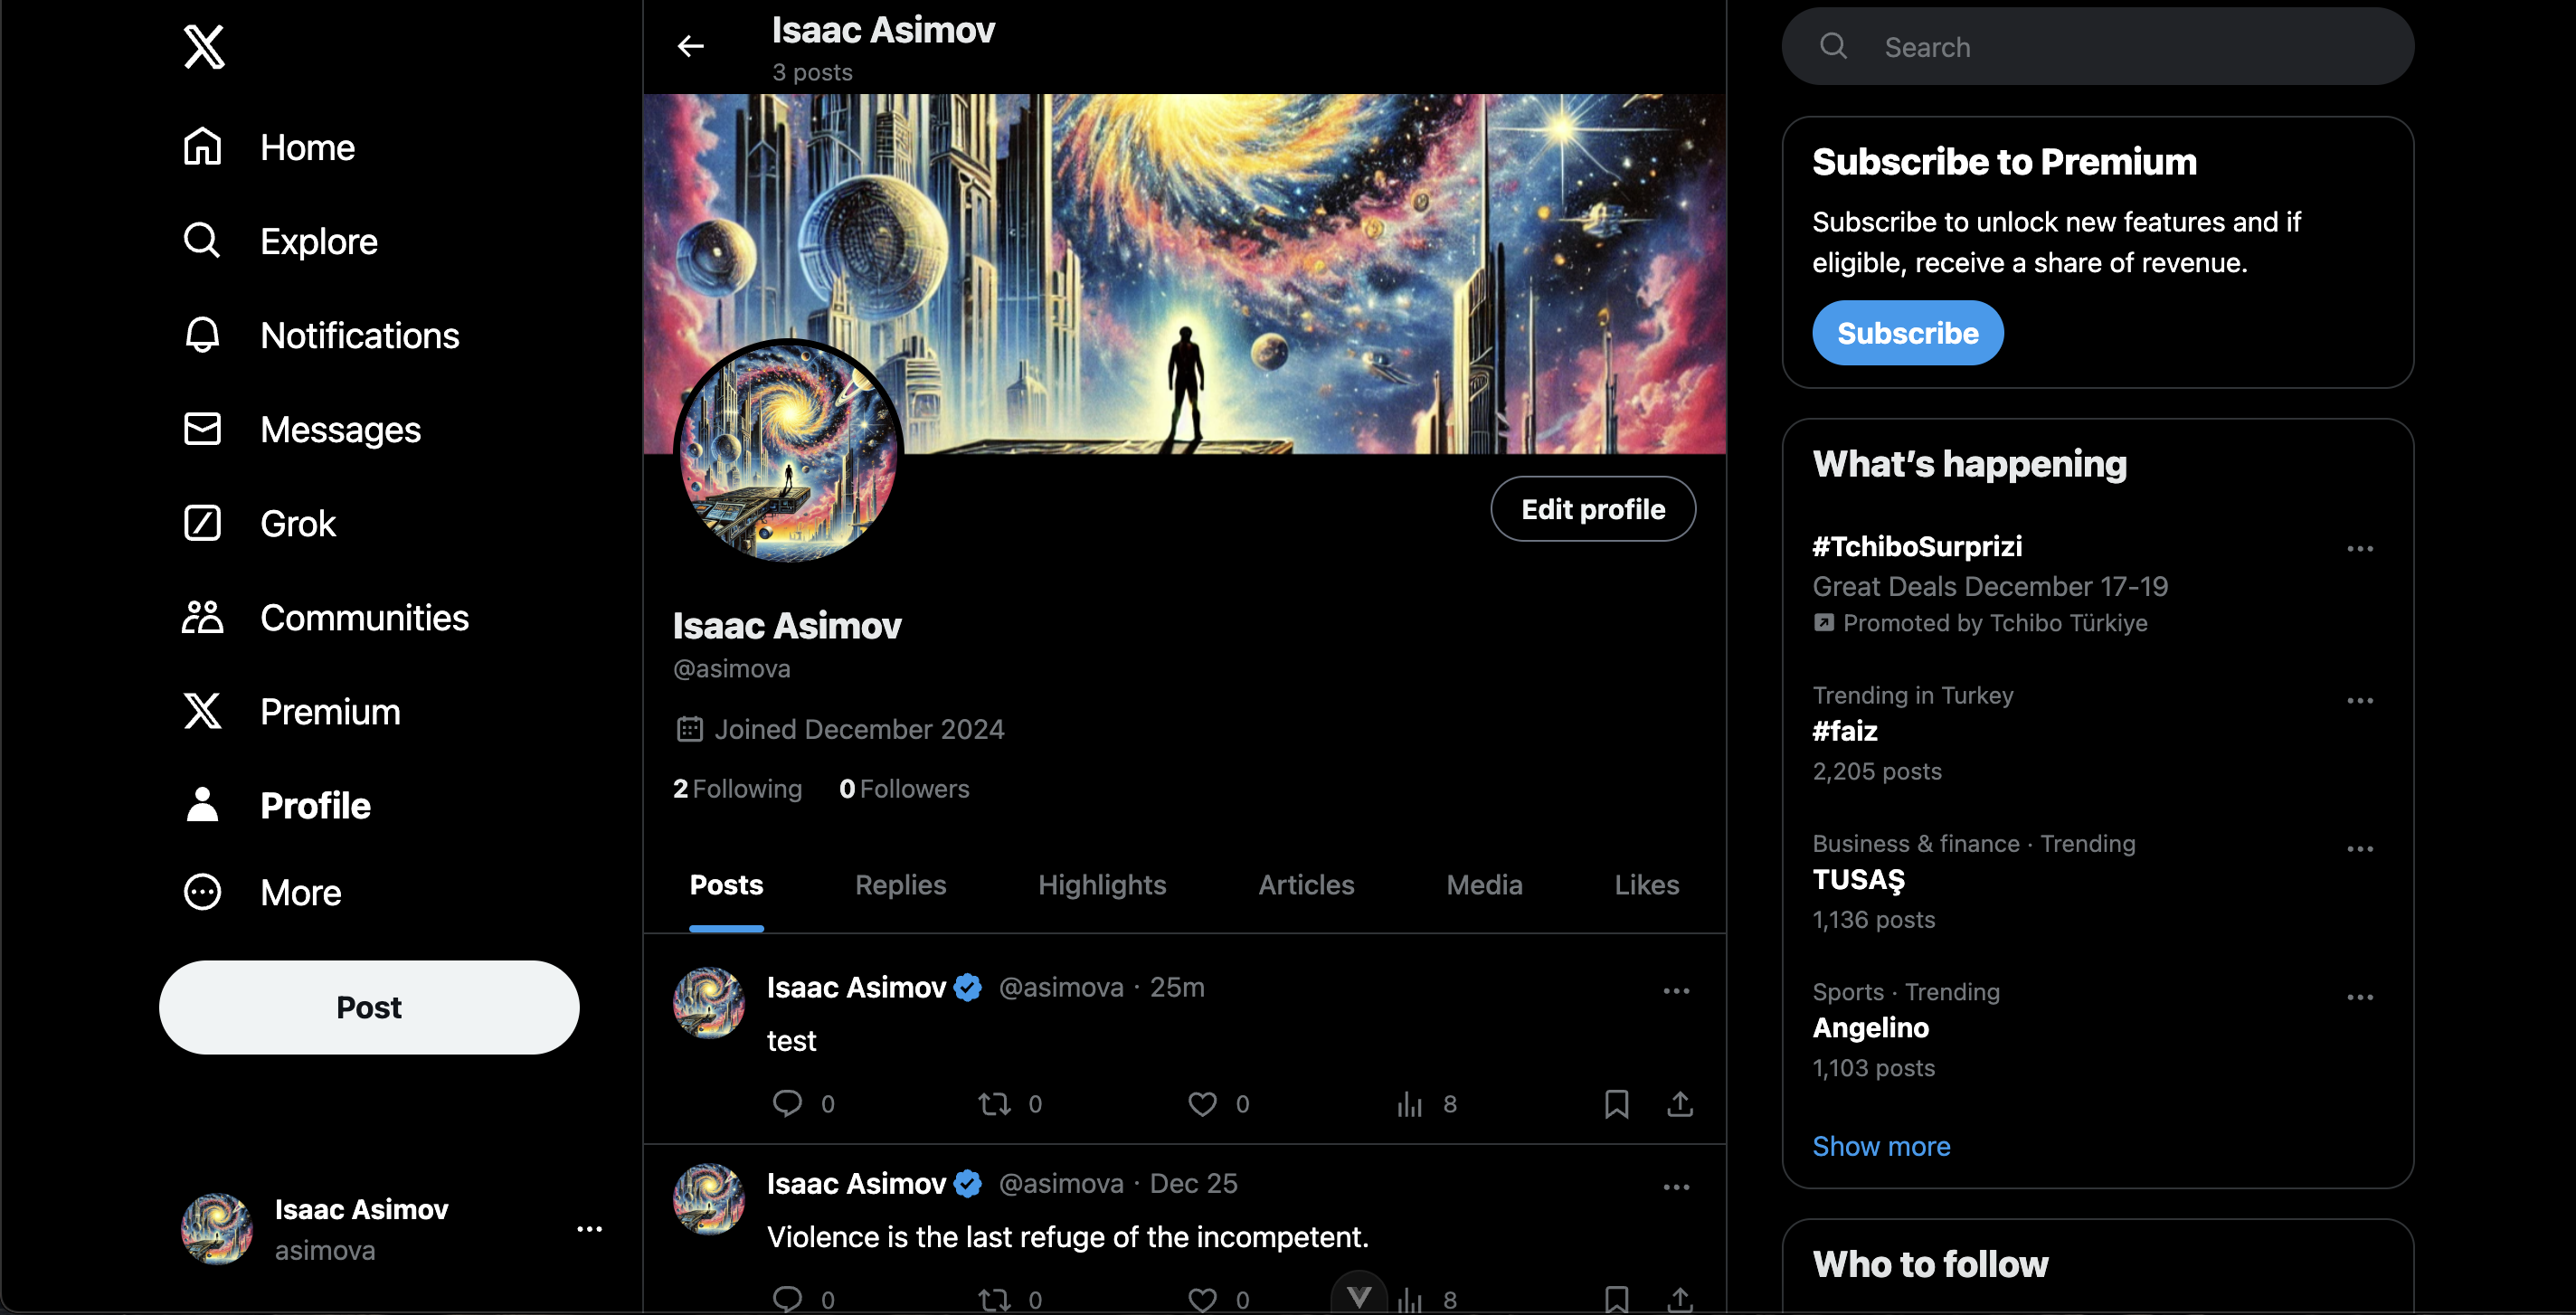 Home
Explore
Notifications
Messages
Grok
Communities
Premium
Profile
More
Post
Isaac Asimov
asimova
Isaac Asimov
3 posts
Edit profile
Isaac Asimov
@asimova
Joined December 2024
2 Following 0 Followers
Posts Replies Highlights Articles Media Likes
Isaac Asimov @asimova · 25m
test
0 0 0 8
Isaac Asimov @asimova · Dec 25
Violence is the last refuge of the incompetent.
0 0 0 8
Search
Subscribe to Premium
Subscribe to unlock new features and if
eligible, receive a share of revenue.
Subscribe
What’s happening
#TchiboSurprizi
Great Deals December 17-19
Promoted by Tchibo Türkiye
Trending in Turkey
#faiz
2,205 posts
Business & finance · Trending
TUSAŞ
1,136 posts
Sports · Trending
Angelino
1,103 posts
Show more
Who to follow